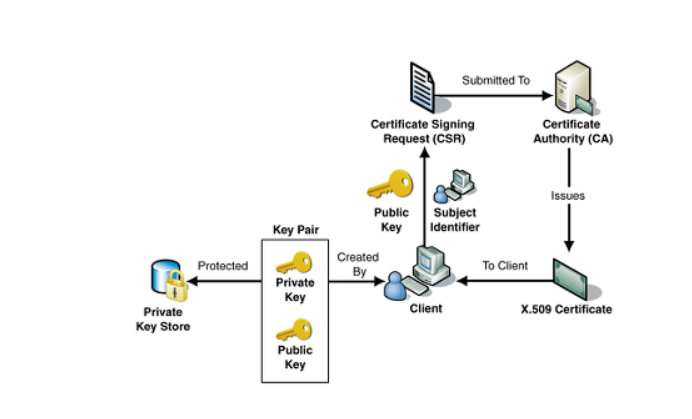 Submitted To
Certificate Signing
Request (CSR)
Certificate
Authority (CA)
Public
Key
Subject
Identifier
Issues
Key Pair
Protected
Private
Key
Created
By
To Client
Private
Key Store
Client
X.509 Certificate
Public
Key